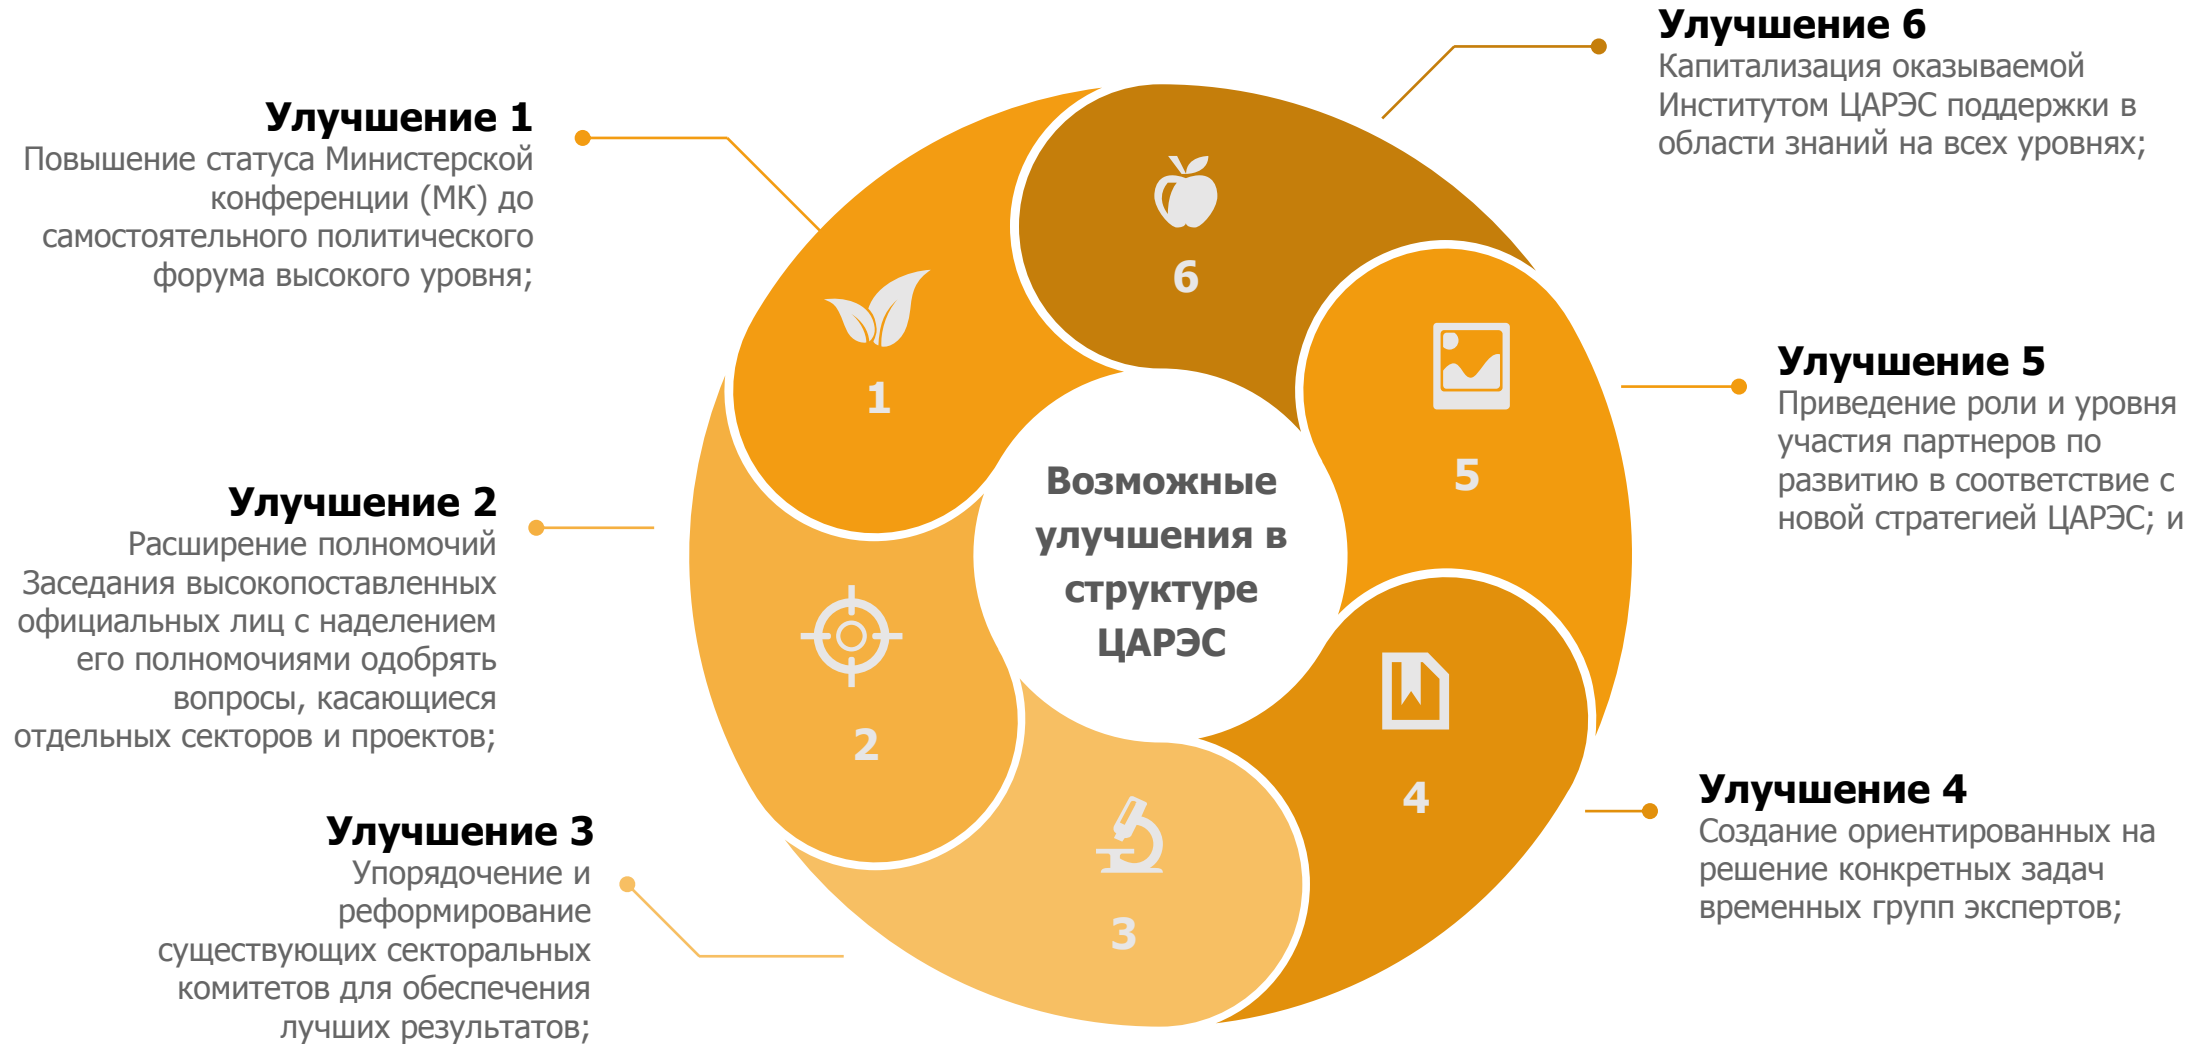 Улучшение 1
Повышение статуса Министерской
конференции (МК) до
самостоятельного политического
форума высокого уровня;
Улучшение 2
Расширение полномочий
Заседания высокопоставленных
официальных лиц с наделением
его полномочиями одобрять
вопросы, касающиеся
отдельных секторов и проектов;
Улучшение 3
Упорядочение и
реформирование
существующих секторальных
комитетов для обеспечения
лучших результатов;
Улучшение 4
Создание ориентированных на
решение конкретных задач
временных групп экспертов;
Улучшение 5
Приведение роли и уровня
участия партнеров по
развитию в соответствие с
новой стратегией ЦАРЭС; и
Улучшение 6
Капитализация оказываемой
Институтом ЦАРЭС поддержки в
области знаний на всех уровнях;
Возможные
улучшения в
структуре
ЦАРЭС
1
2
3
4
5
6